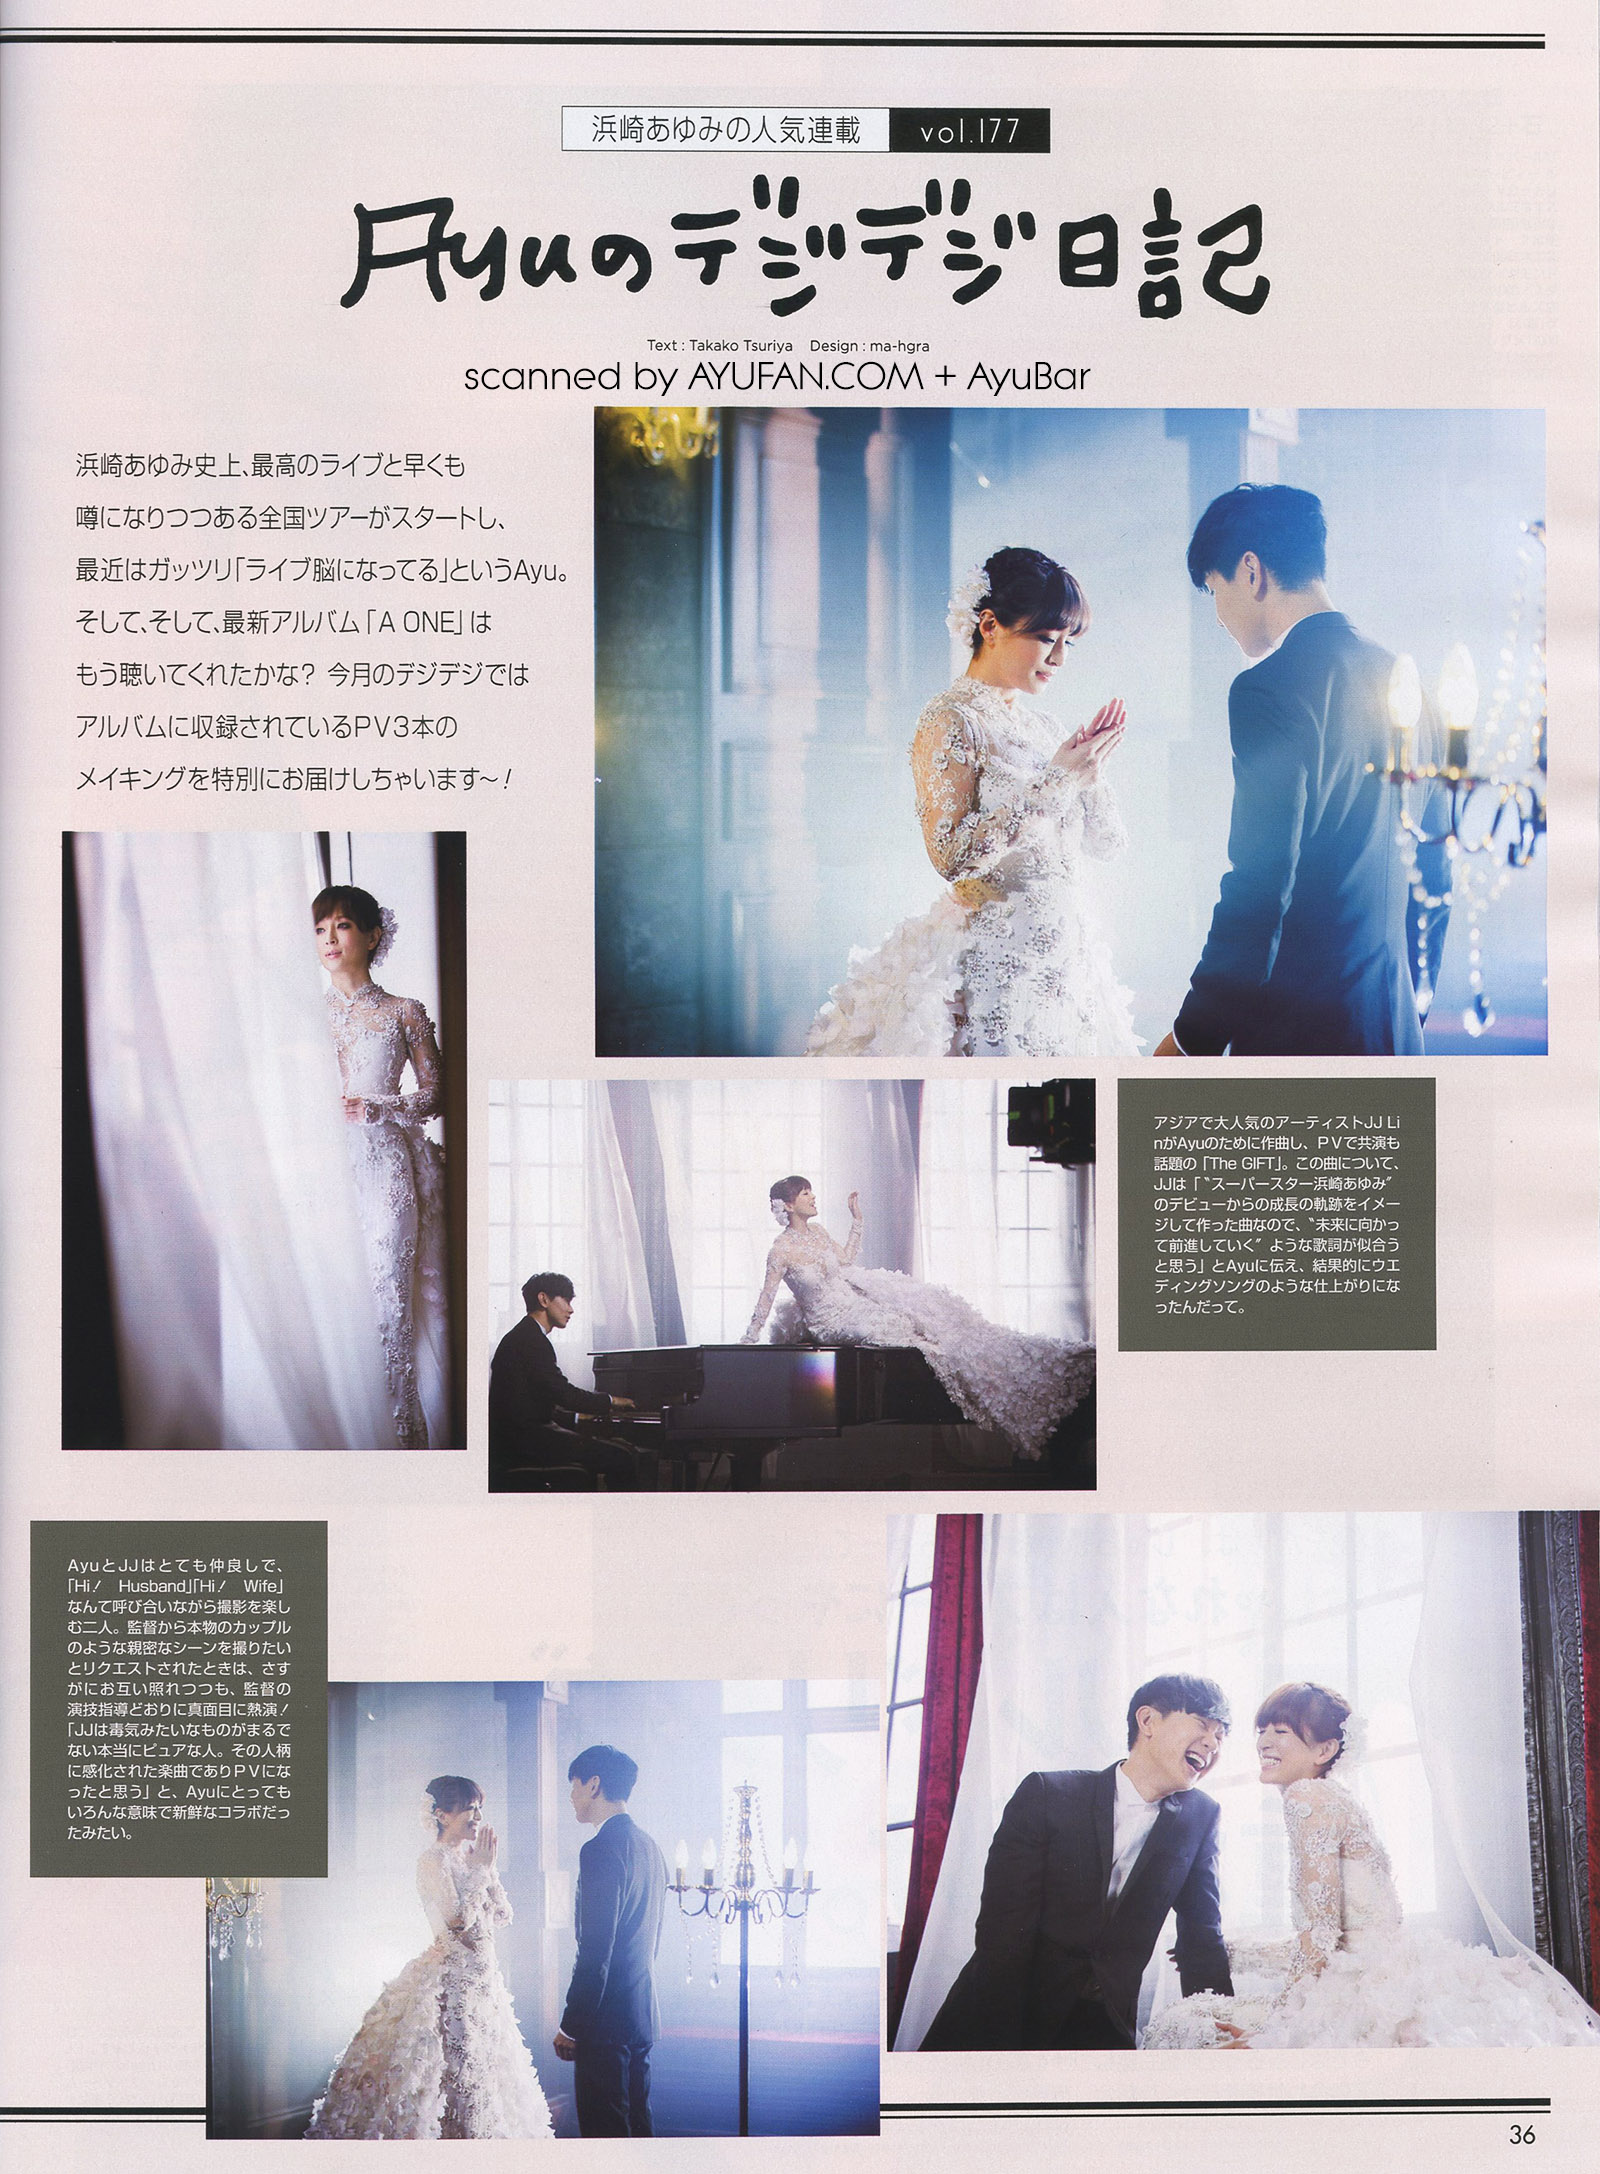 浜崎あゆみの人気連載 vol.177
Ayuのデジデジ日記
Text : Takako Tsuriya Design : ma-hgra
scanned by AYUFAN.COM + AyuBar
浜崎あゆみ史上、最高のライブと早くも
噂になりつつある全国ツアーがスタートし、
最近はガッツリ「ライブ脳になってる」というAyu。
そして、そして、最新アルバム「A ONE」は
もう聴いてくれたかな？ 今月のデジデジでは
アルバムに収録されているPV3本の
メイキングを特別にお届けしちゃいます～！
アジアで大人気のアーティストJJ Li
nがAyuのために作曲し、PVで共演も
話題の「The GIFT」。この曲について、
JJは「“スーパースター浜崎あゆみ”
のデビューからの成長の軌跡をイメー
ジして作った曲なので、“未来に向かっ
て前進していく”ような歌詞が似合う
と思う」とAyuに伝え、結果的にウエ
ディングソングのような仕上がりにな
ったんだって。
AyuとJJはとても仲良しで、
「Hi！ Husband」「Hi！ Wife」
なんて呼び合いながら撮影を楽し
む二人。監督から本物のカップル
のような親密なシーンを撮りたい
とリクエストされたときは、さす
がにお互い照れつつも、監督の
演技指導どおりに真面目に熱演！
「JJは毒気みたいなものがまるで
ない本当にピュアな人。その人柄
に感化された楽曲でありPVにな
ったと思う」と、Ayuにとっても
いろんな意味で新鮮なコラボだっ
たみたい。
36